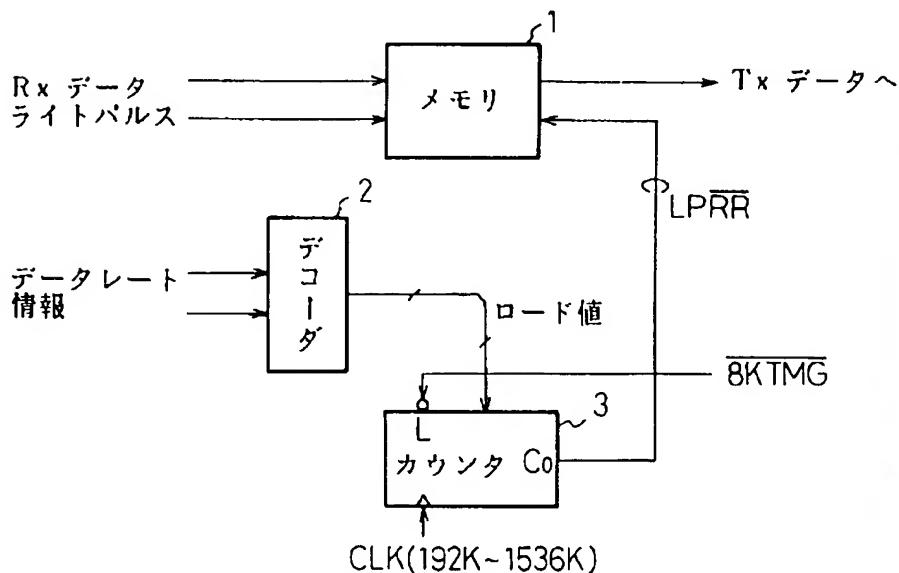 1
Rx データ
ライトパルス
メモリ
Tx データへ
LPR̅R̅
2
デコーダ
データレート
情報
ロード値
8̅K̅T̅M̅G̅
3
L
カウンタ Co
CLK(192K~1536K)